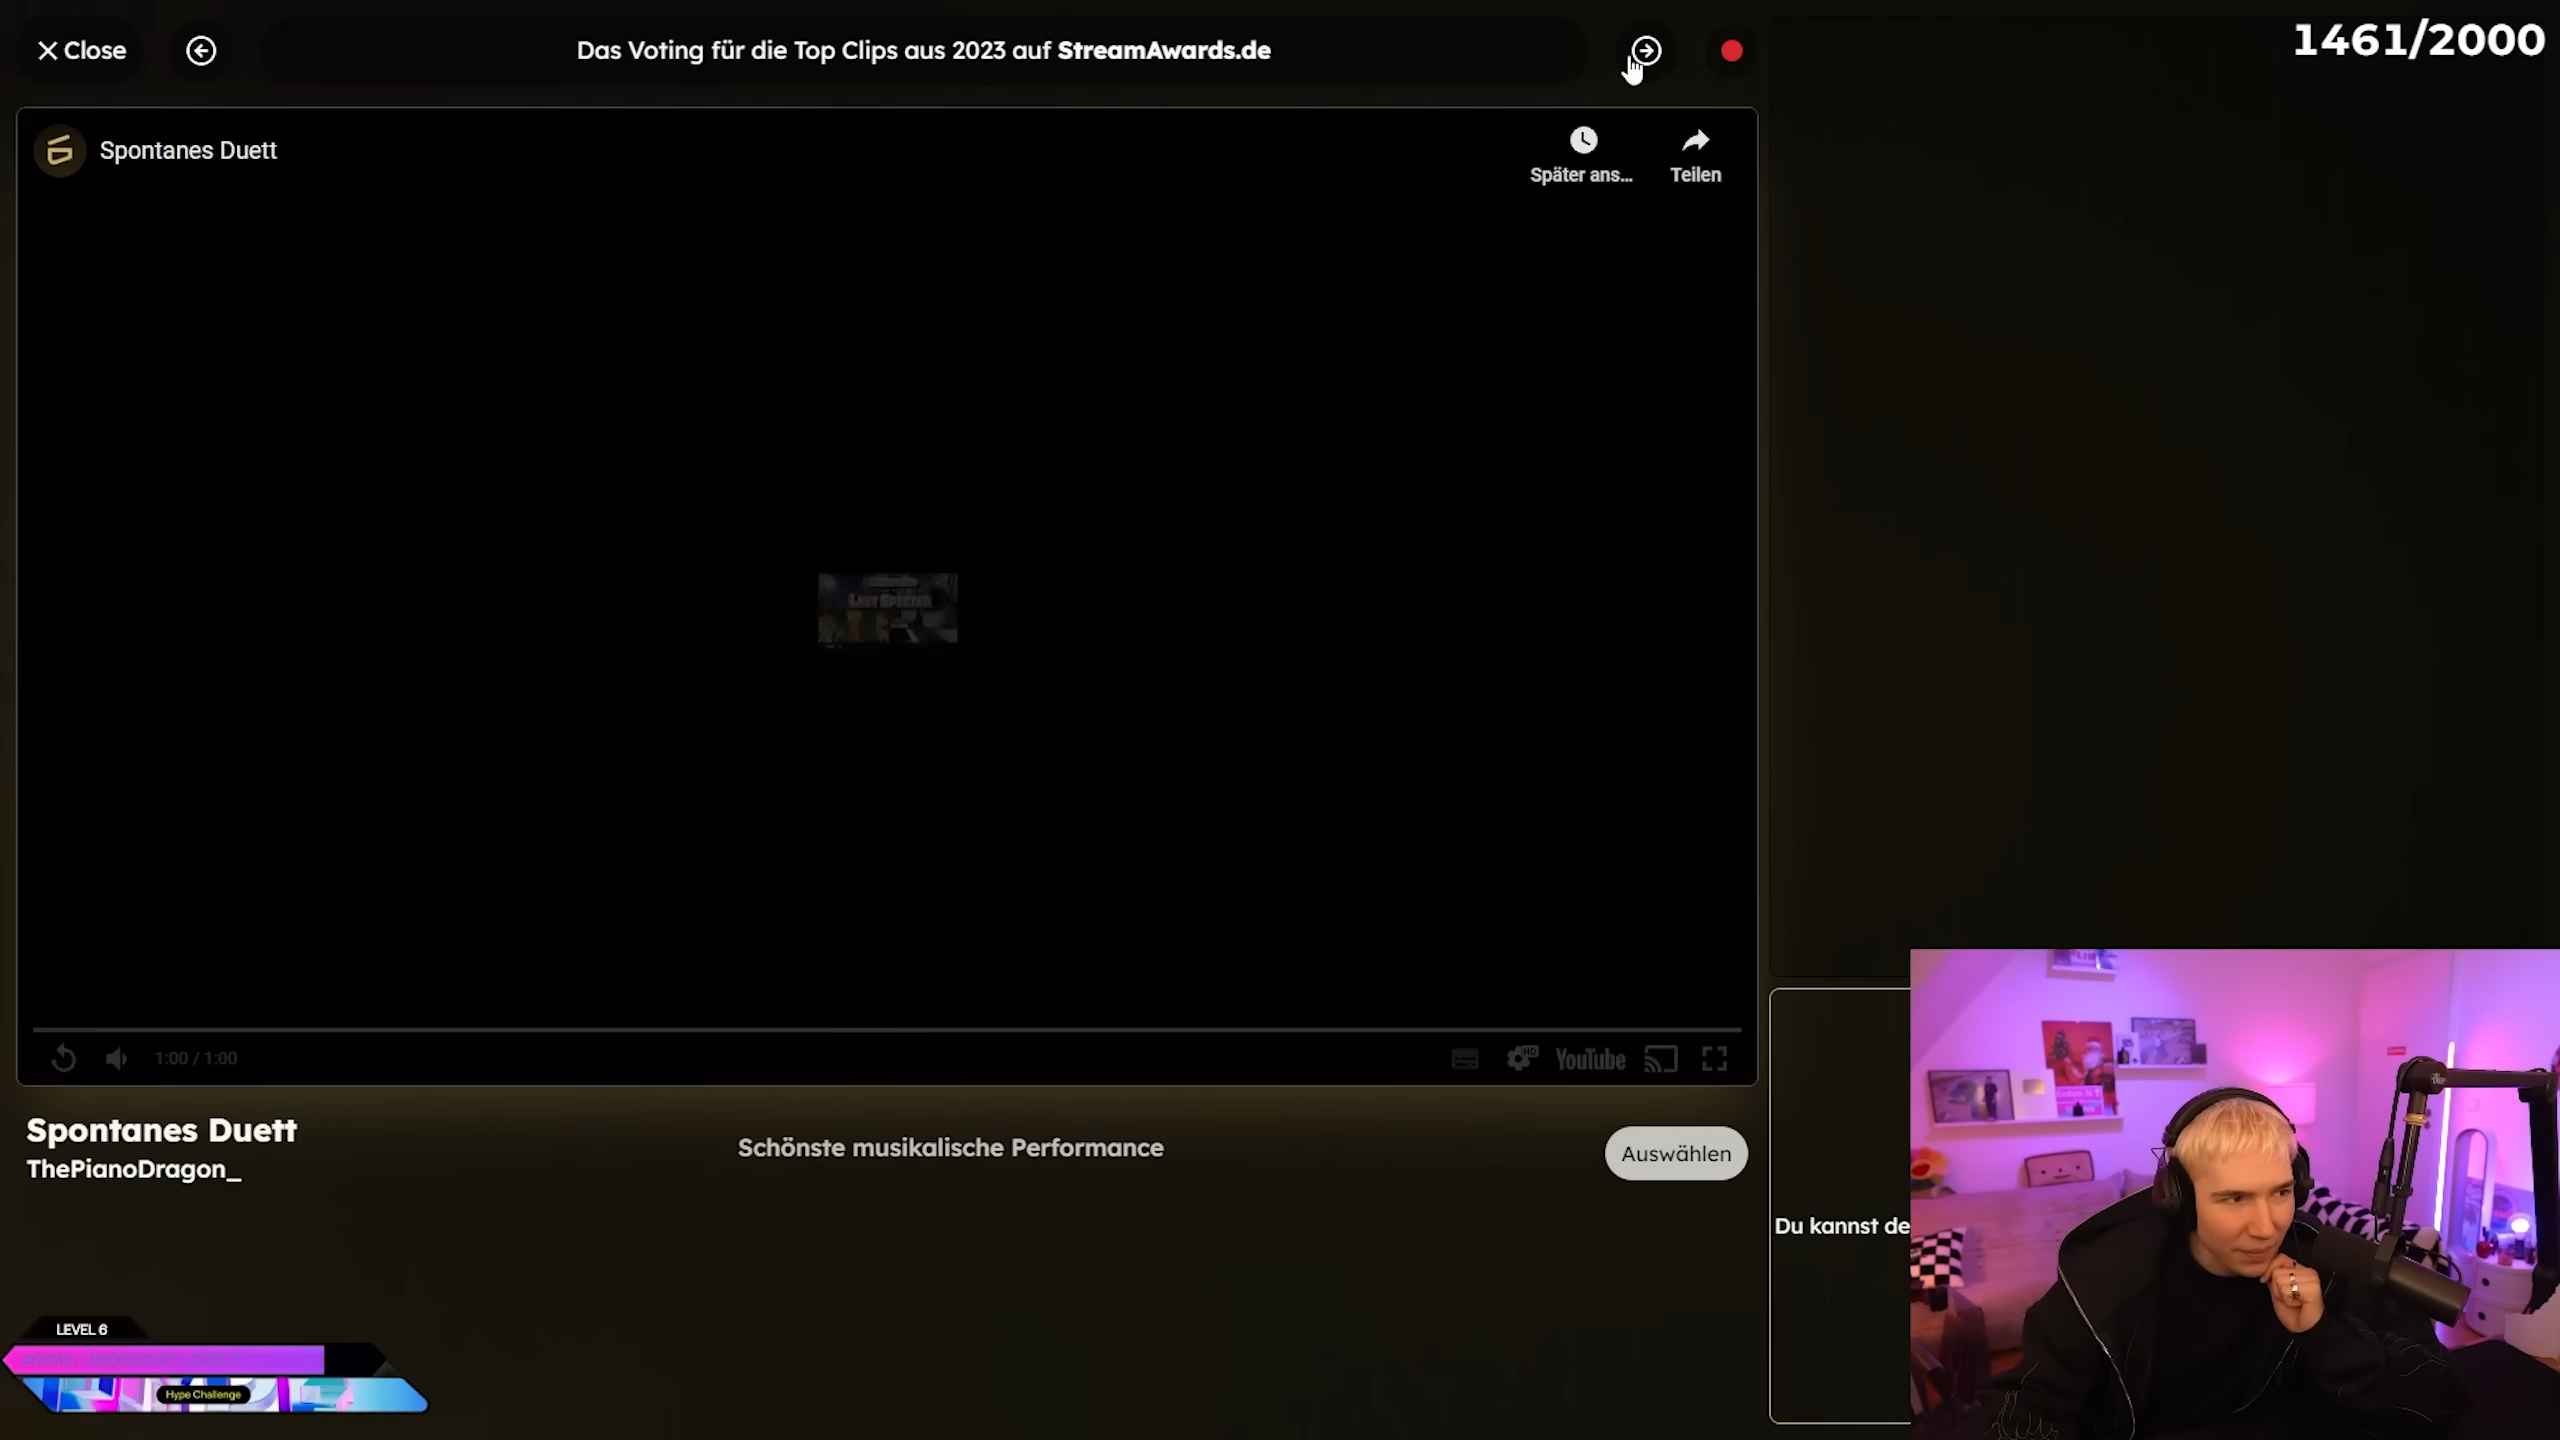 Close
Das Voting für die Top Clips aus 2023 auf StreamAwards.de
1461/2000
Spontanes Duett
Später ans...
Teilen
1:00 / 1:00
HD
YouTube
Spontanes Duett
ThePianoDragon_
Schönste musikalische Performance
Auswählen
Du kannst de
LEVEL 6
Hype Challenge